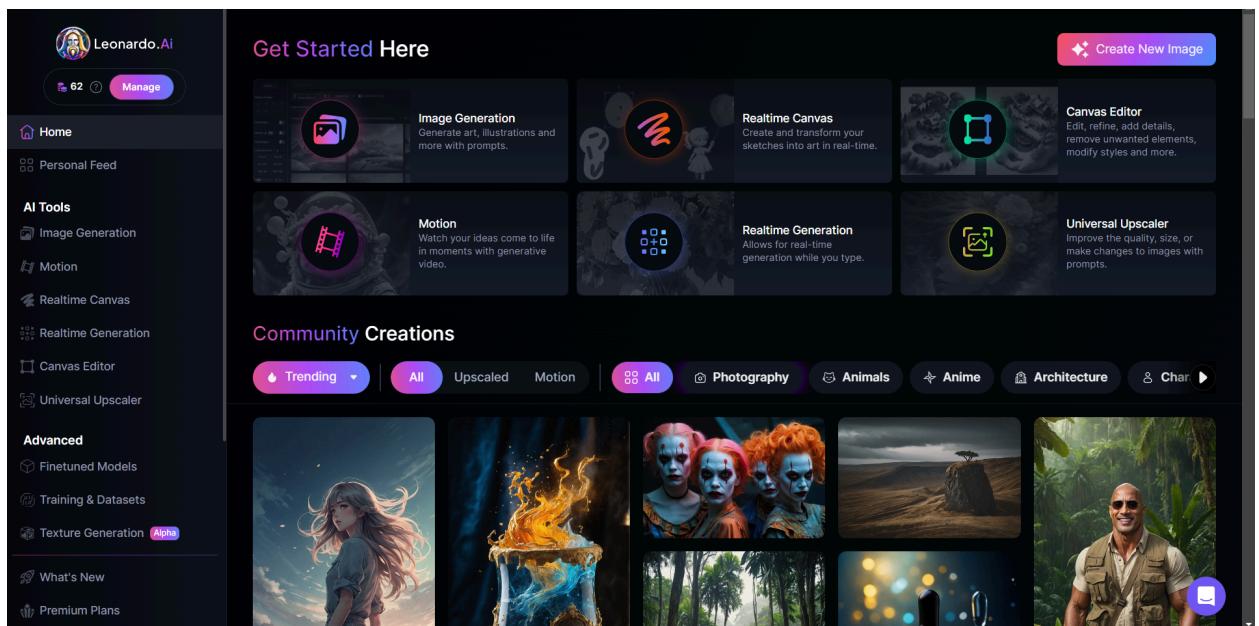 Leonardo.Ai
62
Manage
Home
Personal Feed
AI Tools
Image Generation
Motion
Realtime Canvas
Realtime Generation
Canvas Editor
Universal Upscaler
Advanced
Finetuned Models
Training & Datasets
Texture Generation Alpha
What's New
Premium Plans
Get Started Here
Create New Image
Image Generation
Generate art, illustrations and
more with prompts.
Realtime Canvas
Create and transform your
sketches into art in real-time.
Canvas Editor
Edit, refine, add details,
remove unwanted elements,
modify styles and more.
Motion
Watch your ideas come to life
in moments with generative
video.
Realtime Generation
Allows for real-time
generation while you type.
Universal Upscaler
Improve the quality, size, or
make changes to images with
prompts.
Community Creations
Trending All Upscaled Motion All Photography Animals Anime Architecture Char